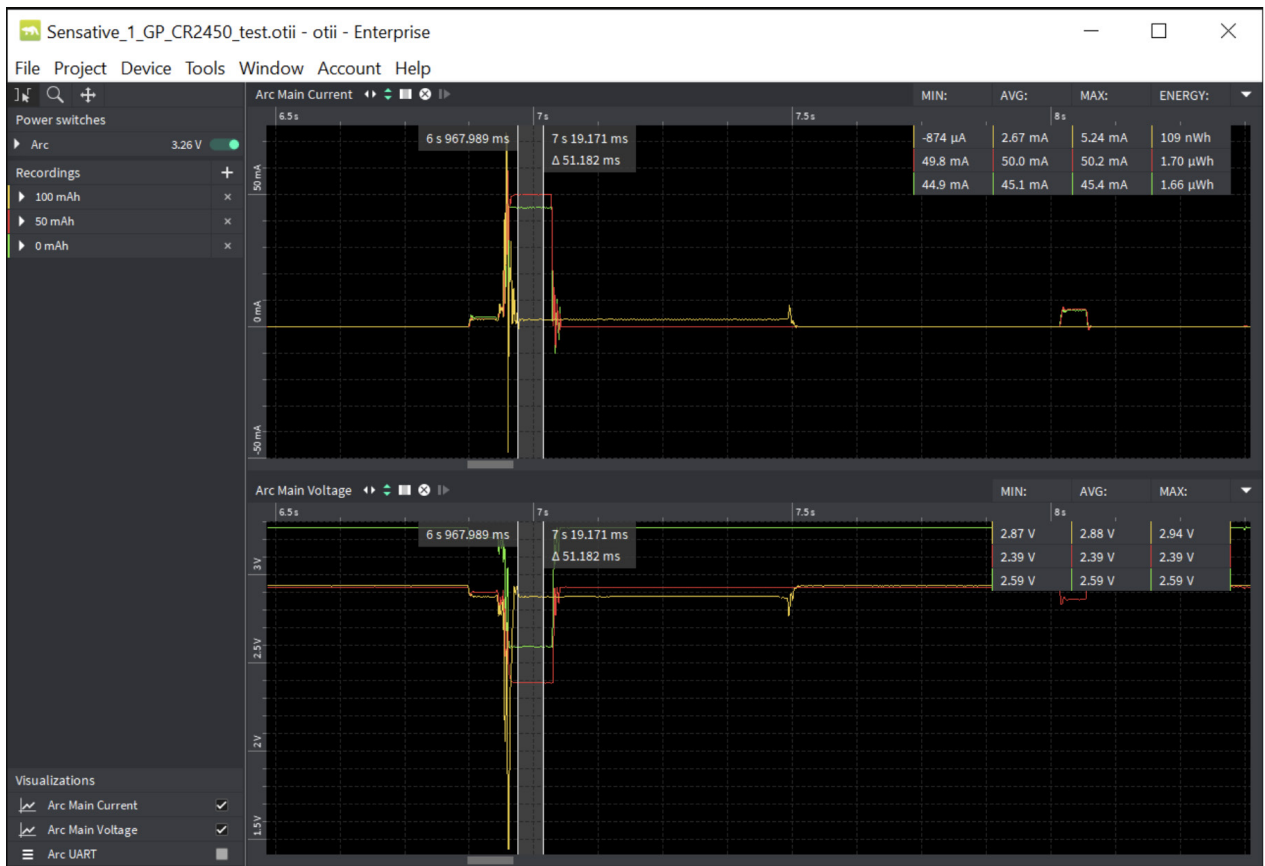 Sensative_1_GP_CR2450_test.otii - otii - Enterprise
File Project Device Tools Window Account Help
Power switches
Arc 3.26 V
Recordings +
100 mAh ×
50 mAh ×
0 mAh ×
Arc Main Current MIN: AVG: MAX: ENERGY:
6.5 s 7 s 7.5 s 8 s
6 s 967.989 ms 7 s 19.171 ms
Δ 51.182 ms
-874 µA 2.67 mA 5.24 mA 109 nWh
49.8 mA 50.0 mA 50.2 mA 1.70 µWh
44.9 mA 45.1 mA 45.4 mA 1.66 µWh
50 mA
0 mA
-50 mA
Arc Main Voltage MIN: AVG: MAX:
6.5 s 7 s 7.5 s 8 s
6 s 967.989 ms 7 s 19.171 ms
Δ 51.182 ms
2.87 V 2.88 V 2.94 V
2.39 V 2.39 V 2.39 V
2.59 V 2.59 V 2.59 V
3 V
2.5 V
2 V
1.5 V
Visualizations
Arc Main Current
Arc Main Voltage
Arc UART